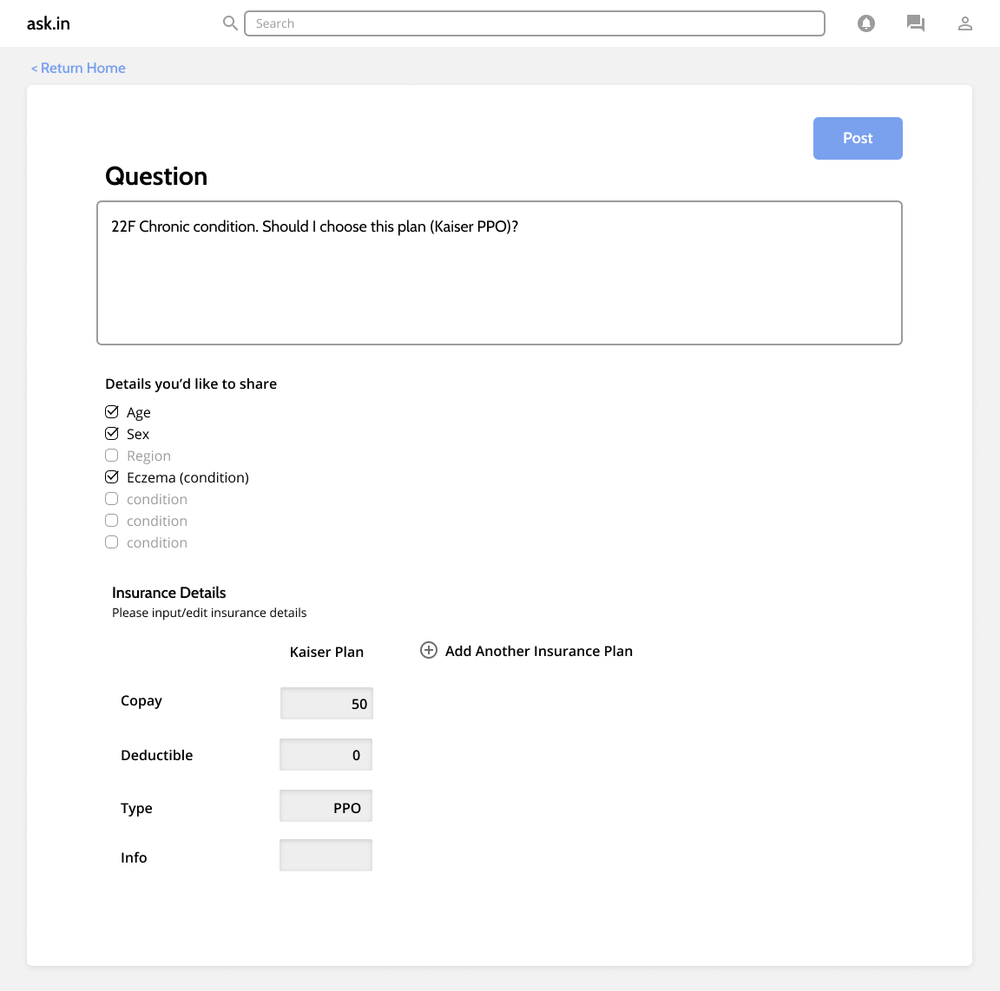 ask.in
Search
< Return Home
Post
Question
22F Chronic condition. Should I choose this plan (Kaiser PPO)?
Details you'd like to share
Age
Sex
Region
Eczema (condition)
condition
condition
condition
Insurance Details
Please input/edit insurance details
Kaiser Plan
Add Another Insurance Plan
Copay 50
Deductible 0
Type PPO
Info